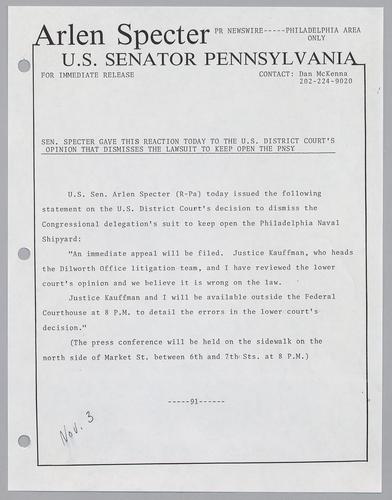 Arlen Specter PR NEWSWIRE-----PHILADELPHIA AREA
ONLY
U.S. SENATOR PENNSYLVANIA
FOR IMMEDIATE RELEASE CONTACT: Dan McKenna
202-224-9020
SEN. SPECTER GAVE THIS REACTION TODAY TO THE U.S. DISTRICT COURT'S
OPINION THAT DISMISSES THE LAWSUIT TO KEEP OPEN THE PNSY
U.S. Sen. Arlen Specter (R-Pa) today issued the following
statement on the U.S. District Court's decision to dismiss the
Congressional delegation's suit to keep open the Philadelphia Naval
Shipyard:
"An immediate appeal will be filed. Justice Kauffman, who heads
the Dilworth Office litigation team, and I have reviewed the lower
court's opinion and we believe it is wrong on the law.
Justice Kauffman and I will be available outside the Federal
Courthouse at 8 P.M. to detail the errors in the lower court's
decision."
(The press conference will be held on the sidewalk on the
north side of Market St. between 6th and 7th Sts. at 8 P.M.)
-----91------
Nov. 3